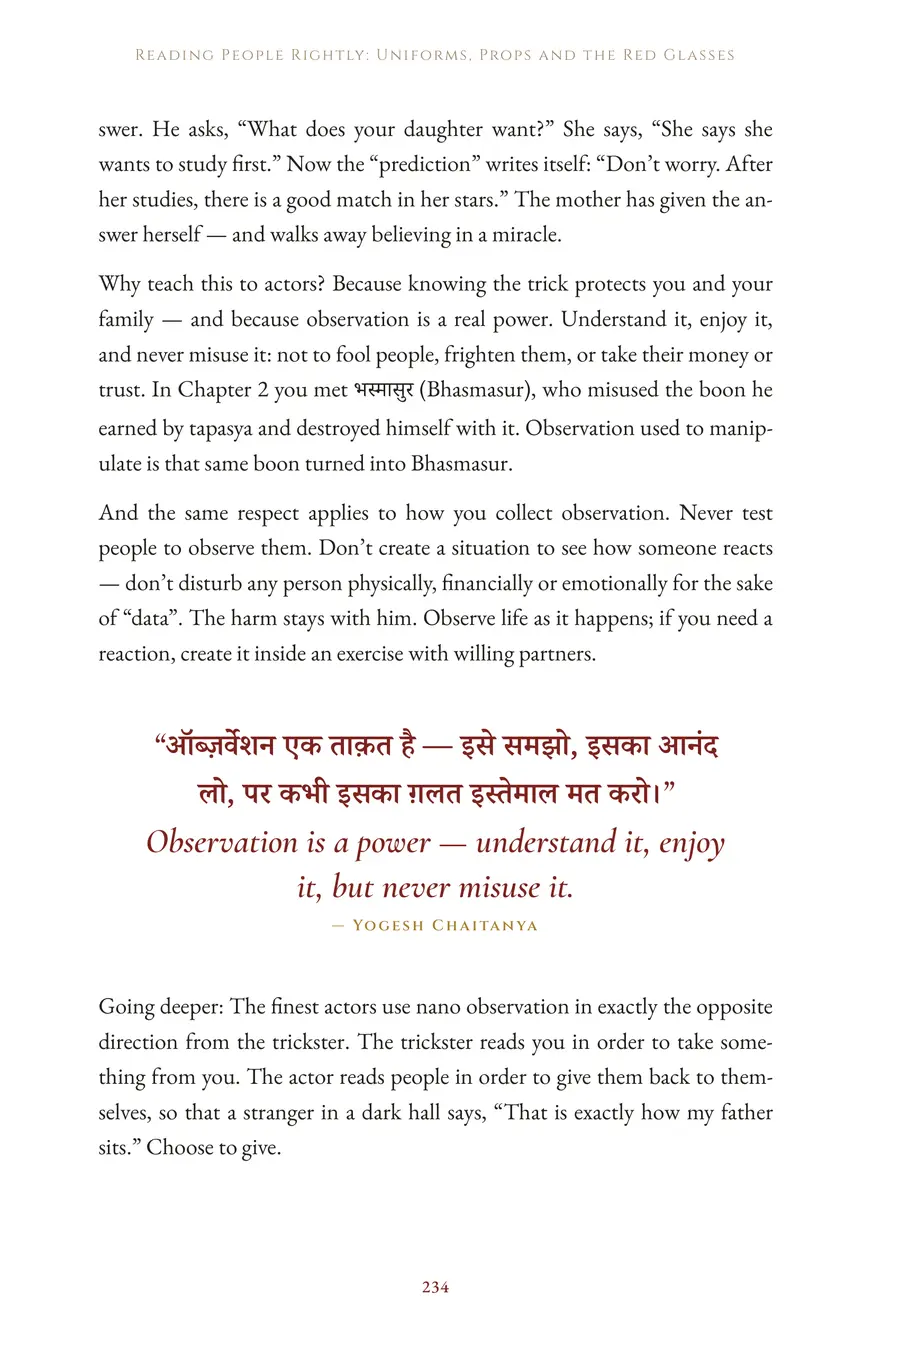 Reading People Rightly: Uniforms, Props and the Red Glasses
swer. He asks, “What does your daughter want?” She says, “She says she
wants to study first.” Now the “prediction” writes itself: “Don’t worry. After
her studies, there is a good match in her stars.” The mother has given the an-
swer herself — and walks away believing in a miracle.
Why teach this to actors? Because knowing the trick protects you and your
family — and because observation is a real power. Understand it, enjoy it,
and never misuse it: not to fool people, frighten them, or take their money or
trust. In Chapter 2 you met भस्मासुर (Bhasmasur), who misused the boon he
earned by tapasya and destroyed himself with it. Observation used to manip-
ulate is that same boon turned into Bhasmasur.
And the same respect applies to how you collect observation. Never test
people to observe them. Don’t create a situation to see how someone reacts
— don’t disturb any person physically, financially or emotionally for the sake
of “data”. The harm stays with him. Observe life as it happens; if you need a
reaction, create it inside an exercise with willing partners.
“ऑब्ज़र्वेशन एक ताक़त है — इसे समझो, इसका आनंद
लो, पर कभी इसका ग़लत इस्तेमाल मत करो।”
Observation is a power — understand it, enjoy
it, but never misuse it.
— Yogesh Chaitanya
Going deeper: The finest actors use nano observation in exactly the opposite
direction from the trickster. The trickster reads you in order to take some-
thing from you. The actor reads people in order to give them back to them-
selves, so that a stranger in a dark hall says, “That is exactly how my father
sits.” Choose to give.
234